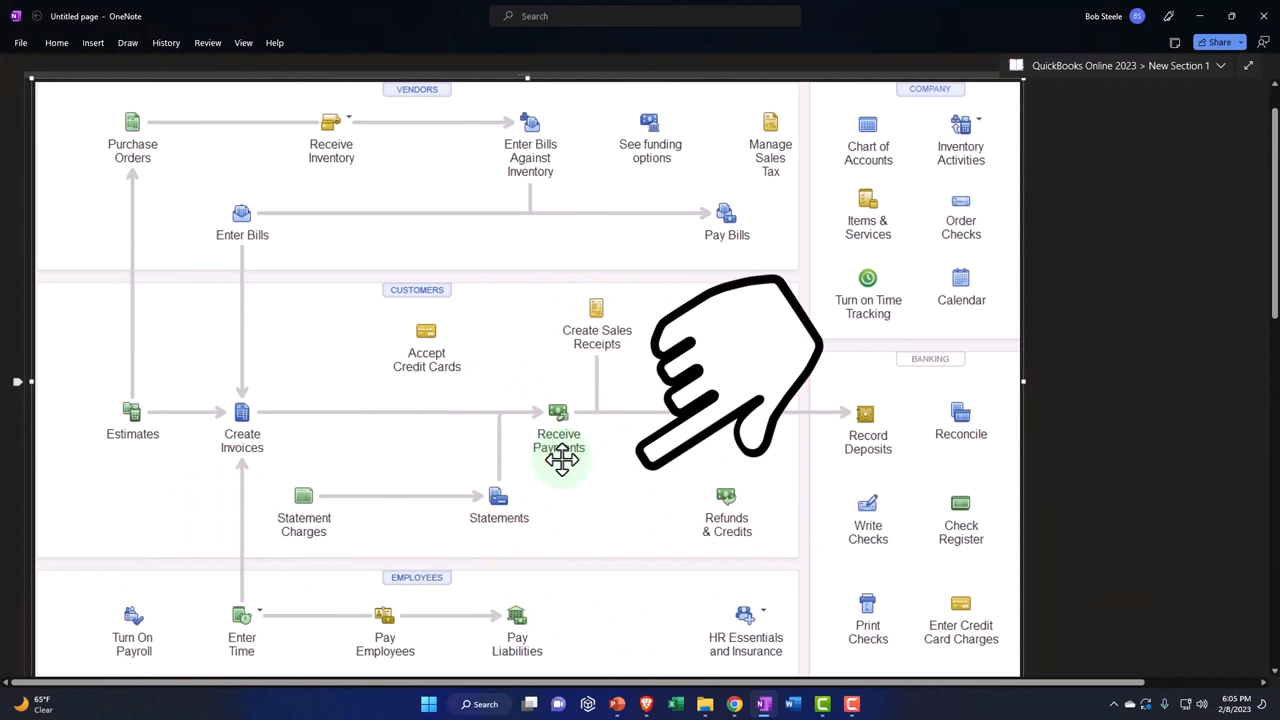 Untitled page - OneNote
Search
Bob Steele
BS
File
Home
Insert
Draw
History
Review
View
Help
Share
QuickBooks Online 2023 > New Section 1
VENDORS
Purchase
Orders
Receive
Inventory
Enter Bills
Against
Inventory
See funding
options
Manage
Sales
Tax
Enter Bills
Pay Bills
COMPANY
Chart of
Accounts
Inventory
Activities
Items &
Services
Order
Checks
Turn on Time
Tracking
Calendar
CUSTOMERS
Accept
Credit Cards
Create Sales
Receipts
Estimates
Create
Invoices
Receive
Payments
Statement
Charges
Statements
Refunds
& Credits
BANKING
Record
Deposits
Reconcile
Write
Checks
Check
Register
Print
Checks
Enter Credit
Card Charges
EMPLOYEES
Turn On
Payroll
Enter
Time
Pay
Employees
Pay
Liabilities
HR Essentials
and Insurance
65°F
Clear
Search
6:05 PM
2/8/2023